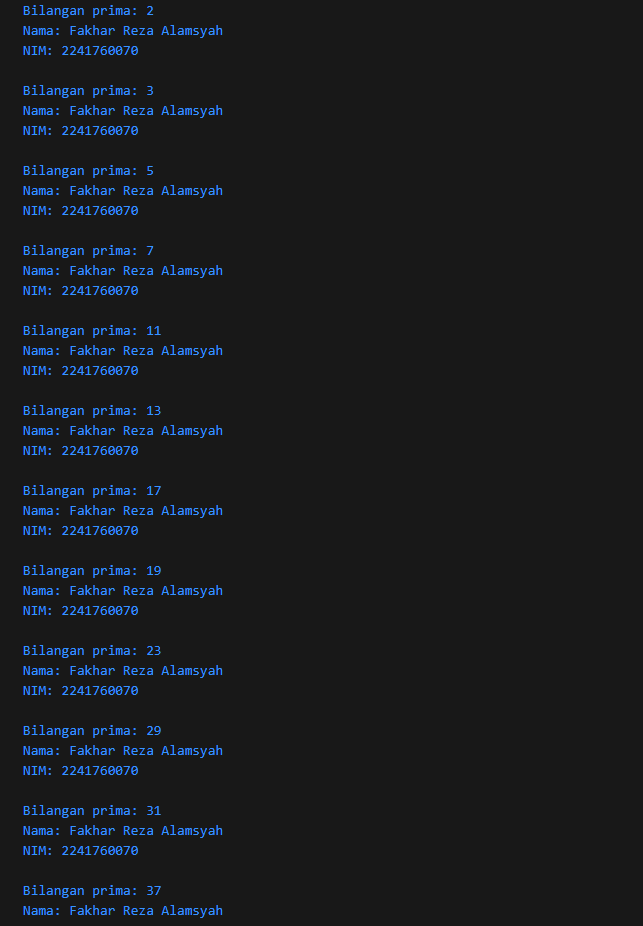 Bilangan prima: 2
Nama: Fakhar Reza Alamsyah
NIM: 2241760070
Bilangan prima: 3
Nama: Fakhar Reza Alamsyah
NIM: 2241760070
Bilangan prima: 5
Nama: Fakhar Reza Alamsyah
NIM: 2241760070
Bilangan prima: 7
Nama: Fakhar Reza Alamsyah
NIM: 2241760070
Bilangan prima: 11
Nama: Fakhar Reza Alamsyah
NIM: 2241760070
Bilangan prima: 13
Nama: Fakhar Reza Alamsyah
NIM: 2241760070
Bilangan prima: 17
Nama: Fakhar Reza Alamsyah
NIM: 2241760070
Bilangan prima: 19
Nama: Fakhar Reza Alamsyah
NIM: 2241760070
Bilangan prima: 23
Nama: Fakhar Reza Alamsyah
NIM: 2241760070
Bilangan prima: 29
Nama: Fakhar Reza Alamsyah
NIM: 2241760070
Bilangan prima: 31
Nama: Fakhar Reza Alamsyah
NIM: 2241760070
Bilangan prima: 37
Nama: Fakhar Reza Alamsyah